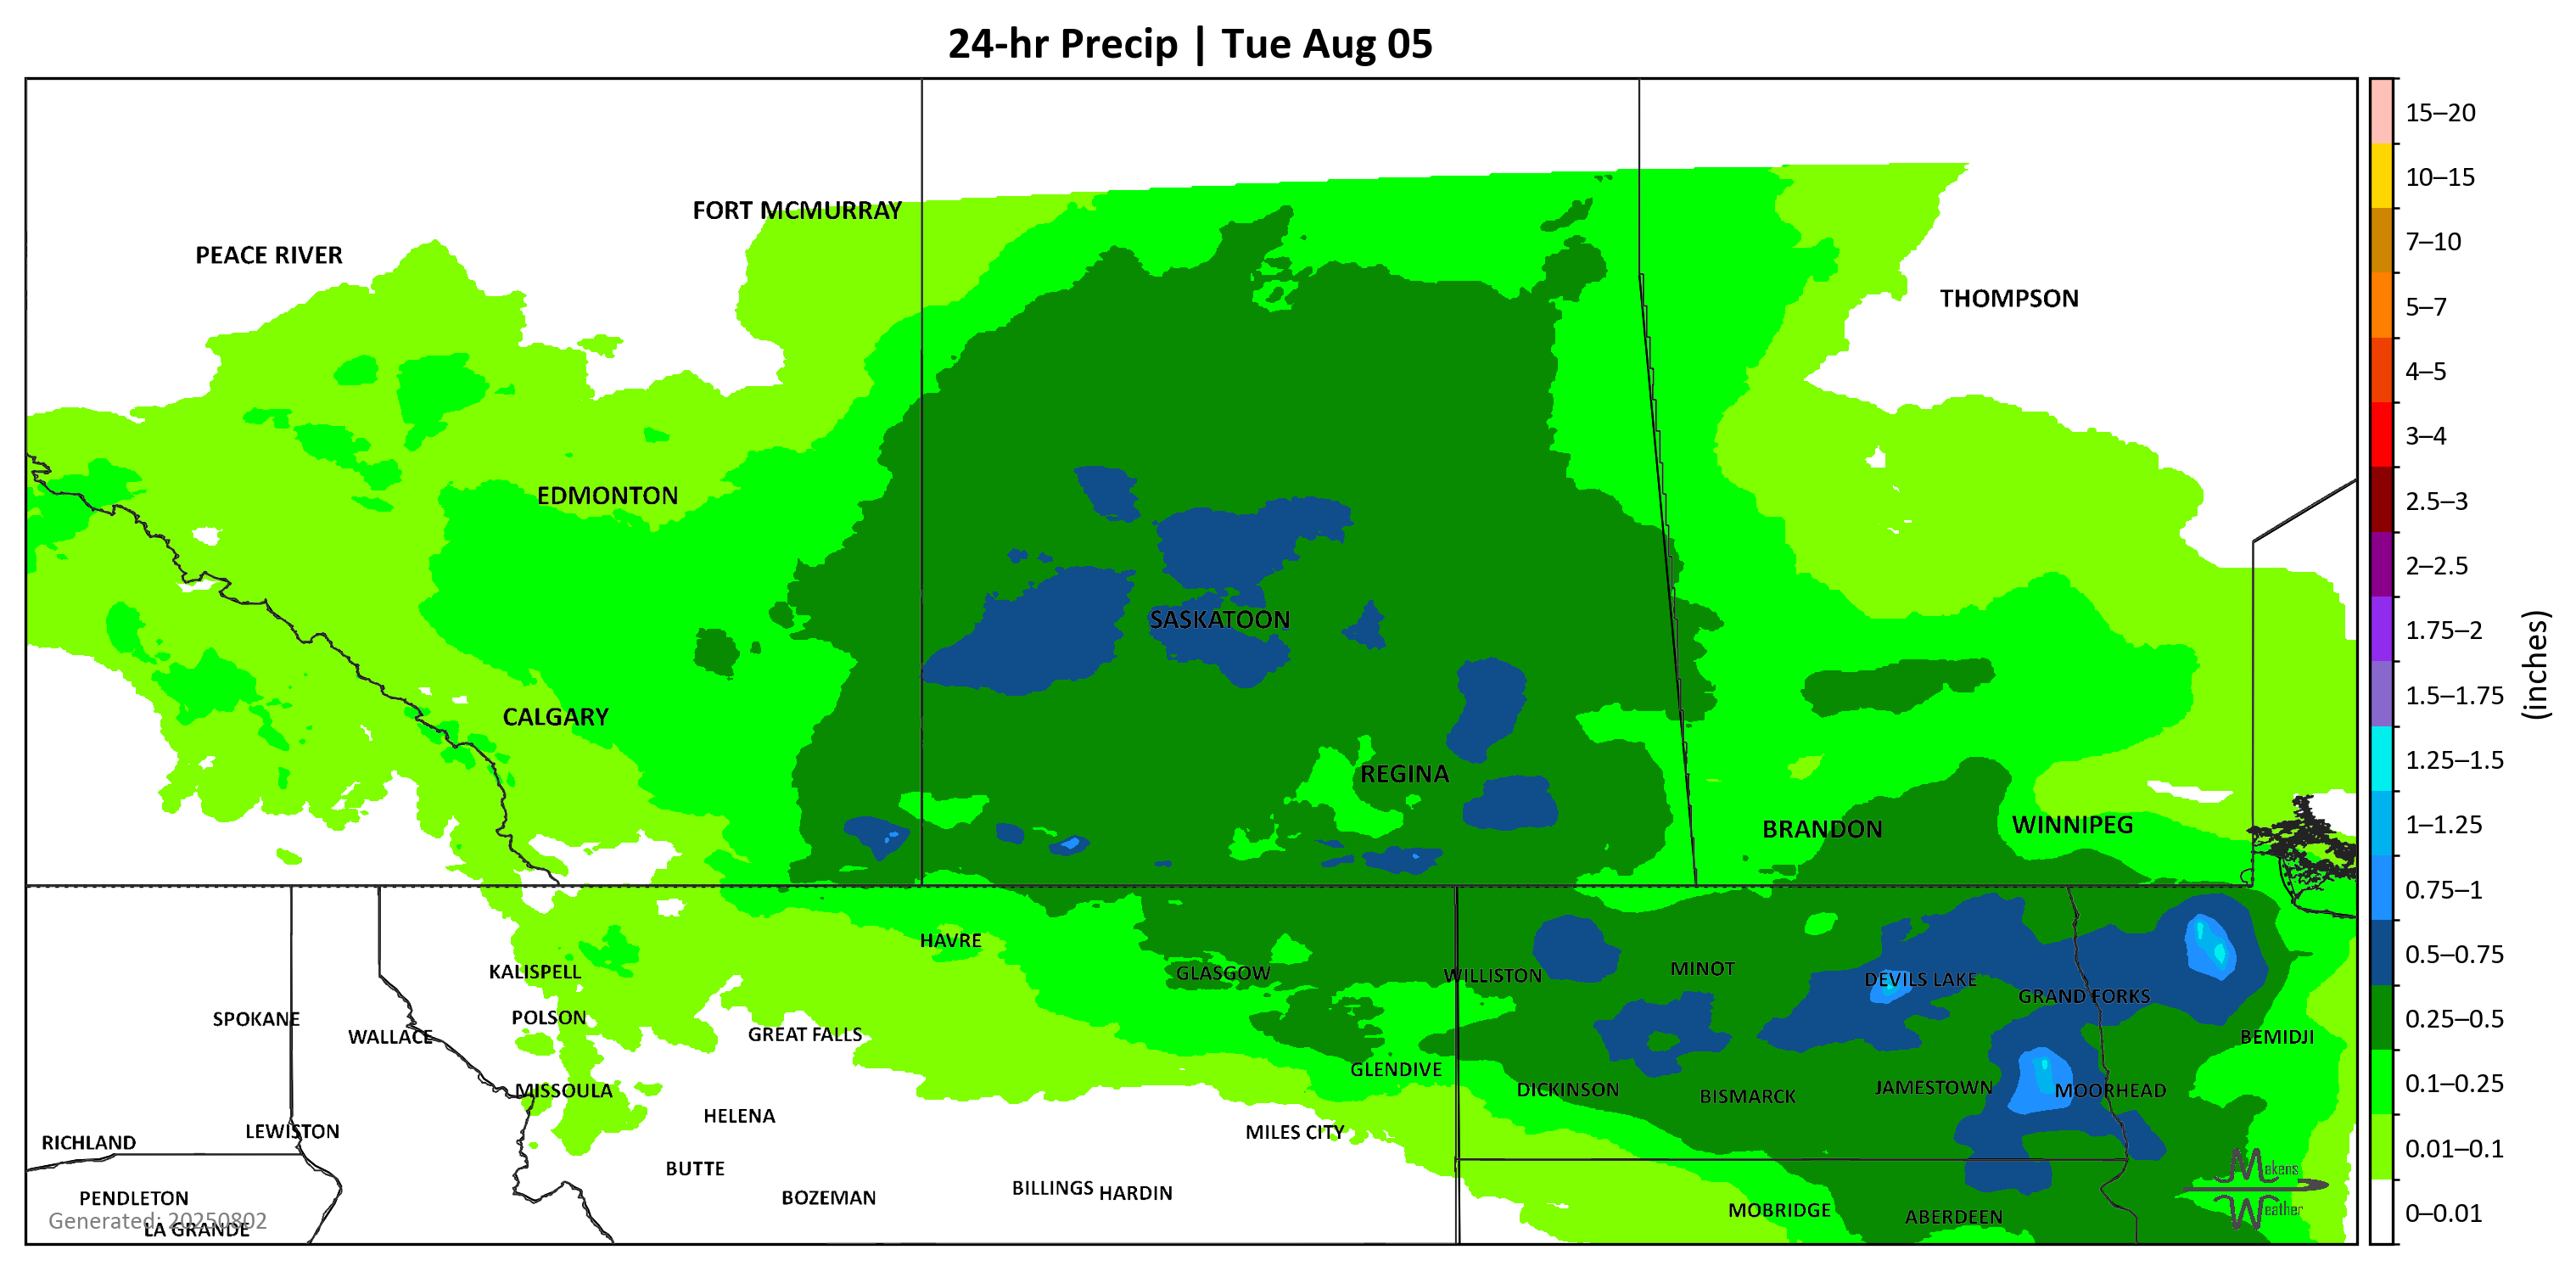 24-hr Precip | Tue Aug 05
15–20
FORT MCMURRAY
10–15
PEACE RIVER
7–10
THOMPSON
5–7
4–5
3–4
EDMONTON
2.5–3
2–2.5
SASKATOON
1.75–2
(inches)
1.5–1.75
CALGARY
1.25–1.5
REGINA
BRANDON
WINNIPEG
1–1.25
0.75–1
HAVRE
0.5–0.75
KALISPELL
GLASGOW
WILLISTON
MINOT
DEVILS LAKE
GRAND FORKS
SPOKANE
POLSON
0.25–0.5
WALLACE
GREAT FALLS
BEMIDJI
GLENDIVE
0.1–0.25
MISSOULA
DICKINSON
BISMARCK
JAMESTOWN
MOORHEAD
HELENA
RICHLAND
LEWISTON
MILES CITY
0.01–0.1
BUTTE
Makens
PENDLETON
BOZEMAN
BILLINGS
HARDIN
Weather
Generated: 20250802
LA GRANDE
MOBRIDGE
ABERDEEN
0–0.01